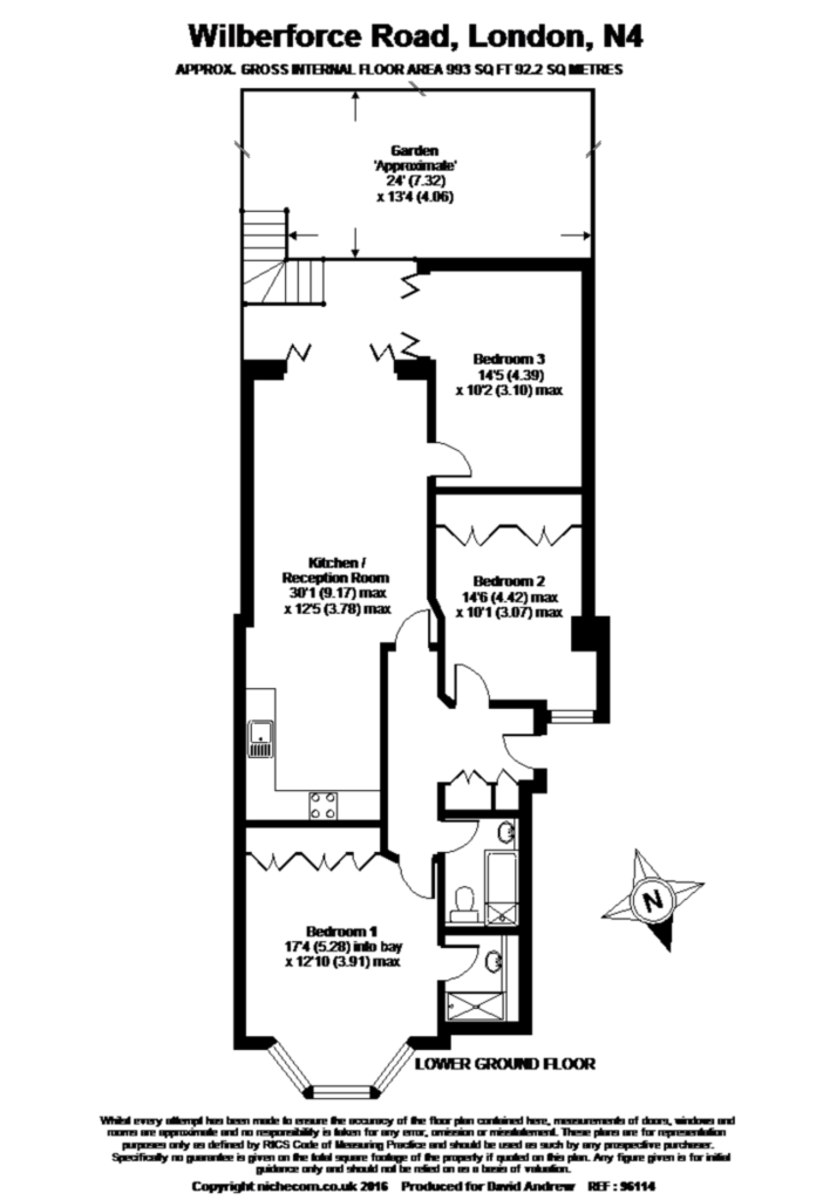 Wilberforce Road, London, N4
APPROX. GROSS INTERNAL FLOOR AREA 993 SQ FT 92.2 SQ METRES
Garden
'Approximate'
24' (7.32)
x 13'4 (4.06)
Bedroom 3
14'5 (4.39)
x 10'2 (3.10) max
Kitchen /
Reception Room
30'1 (9.17) max
x 12'5 (3.78) max
Bedroom 2
14'6 (4.42) max
x 10'1 (3.07) max
N
Bedroom 1
17'4 (5.28) into bay
x 12'10 (3.91) max
LOWER GROUND FLOOR
Whilst every attempt has been made to ensure the accuracy of the floor plan contained here, measurements of doors, windows and
rooms are approximate and no responsibility is taken for any error, omission or misstatement. These plans are for representation
purposes only as defined by RICS Code of Measuring Practice and should be used as such by any prospective purchaser.
Specifically no guarantee is given on the total square footage of the property if quoted on this plan. Any figure given is for initial
guidance only and should not be relied on as a basis of valuation.
Copyright nichecom.co.uk 2016 Produced for David Andrew REF : 96114